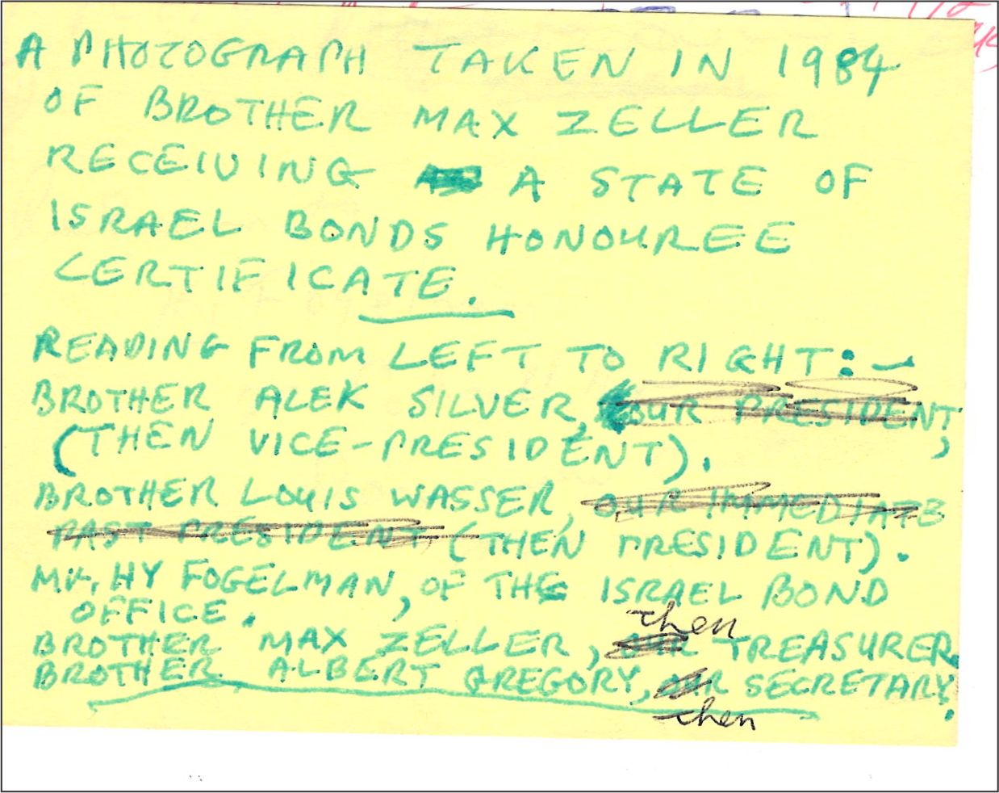 A PHOTOGRAPH TAKEN IN 1984
OF BROTHER MAX ZELLER
RECEIVING A STATE OF
ISRAEL BONDS HONOUREE
CERTIFICATE.
READING FROM LEFT TO RIGHT:-
BROTHER ALEK SILVER, OUR PRESIDENT,
(THEN VICE-PRESIDENT).
BROTHER LOUIS WASSER, OUR IMMEDIATE
PAST PRESIDENT (THEN PRESIDENT).
MR. HY FOGELMAN, OF THE ISRAEL BOND
OFFICE.
then
BROTHER MAX ZELLER, OUR TREASURER.
BROTHER ALBERT GREGORY, OUR SECRETARY.
then